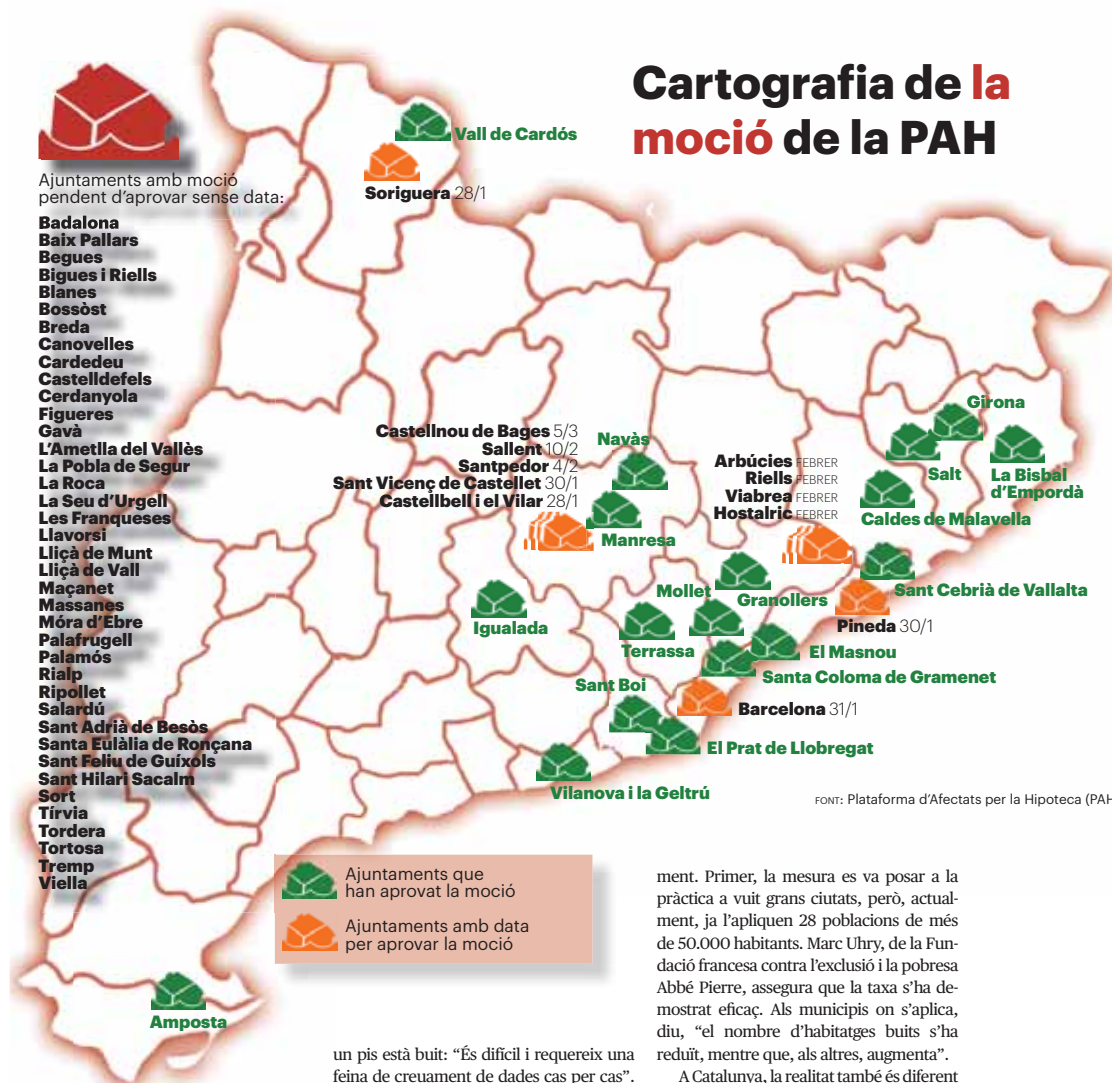 Cartografia de la
moció de la PAH
Ajuntaments amb moció
pendent d'aprovar sense data:
Badalona
Baix Pallars
Begues
Bigues i Riells
Blanes
Bossòst
Breda
Canovelles
Cardedeu
Castelldefels
Cerdanyola
Figueres
Gavà
L'Ametlla del Vallès
La Pobla de Segur
La Roca
La Seu d'Urgell
Les Franqueses
Llavorsi
Lliçà de Munt
Lliçà de Vall
Maçanet
Massanes
Móra d'Ebre
Palafrugell
Palamós
Rialp
Ripollet
Salardú
Sant Adrià de Besòs
Santa Eulàlia de Ronçana
Sant Feliu de Guíxols
Sant Hilari Sacalm
Sort
Tírvia
Tordera
Tortosa
Tremp
Viella
Vall de Cardós
Soriguera 28/1
Castellnou de Bages 5/3
Sallent 10/2
Santpedor 4/2
Sant Vicenç de Castellet 30/1
Castellbell i el Vilar 28/1
Navàs
Manresa
Arbúcies FEBRER
Riells FEBRER
Viabrea FEBRER
Hostalric FEBRER
Girona
Salt
La Bisbal
d'Empordà
Caldes de Malavella
Sant Cebrià de Vallalta
Pineda 30/1
Mollet
Granollers
Igualada
Terrassa
El Masnou
Santa Coloma de Gramenet
Sant Boi
Barcelona 31/1
El Prat de Llobregat
Vilanova i la Geltrú
Amposta
FONT: Plataforma d'Afectats per la Hipoteca (PAH
Ajuntaments que
han aprovat la moció
Ajuntaments amb data
per aprovar la moció
un pis està buit: "És difícil i requereix una
feina de creuament de dades cas per cas".
ment. Primer, la mesura es va posar a la
pràctica a vuit grans ciutats, però, actual-
ment, ja l'apliquen 28 poblacions de més
de 50.000 habitants. Marc Uhry, de la Fun-
dació francesa contra l'exclusió i la pobresa
Abbé Pierre, assegura que la taxa s'ha de-
mostrat eficaç. Als municipis on s'aplica,
diu, "el nombre d'habitatges buits s'ha
reduït, mentre que, als altres, augmenta".
A Catalunya, la realitat també és diferent